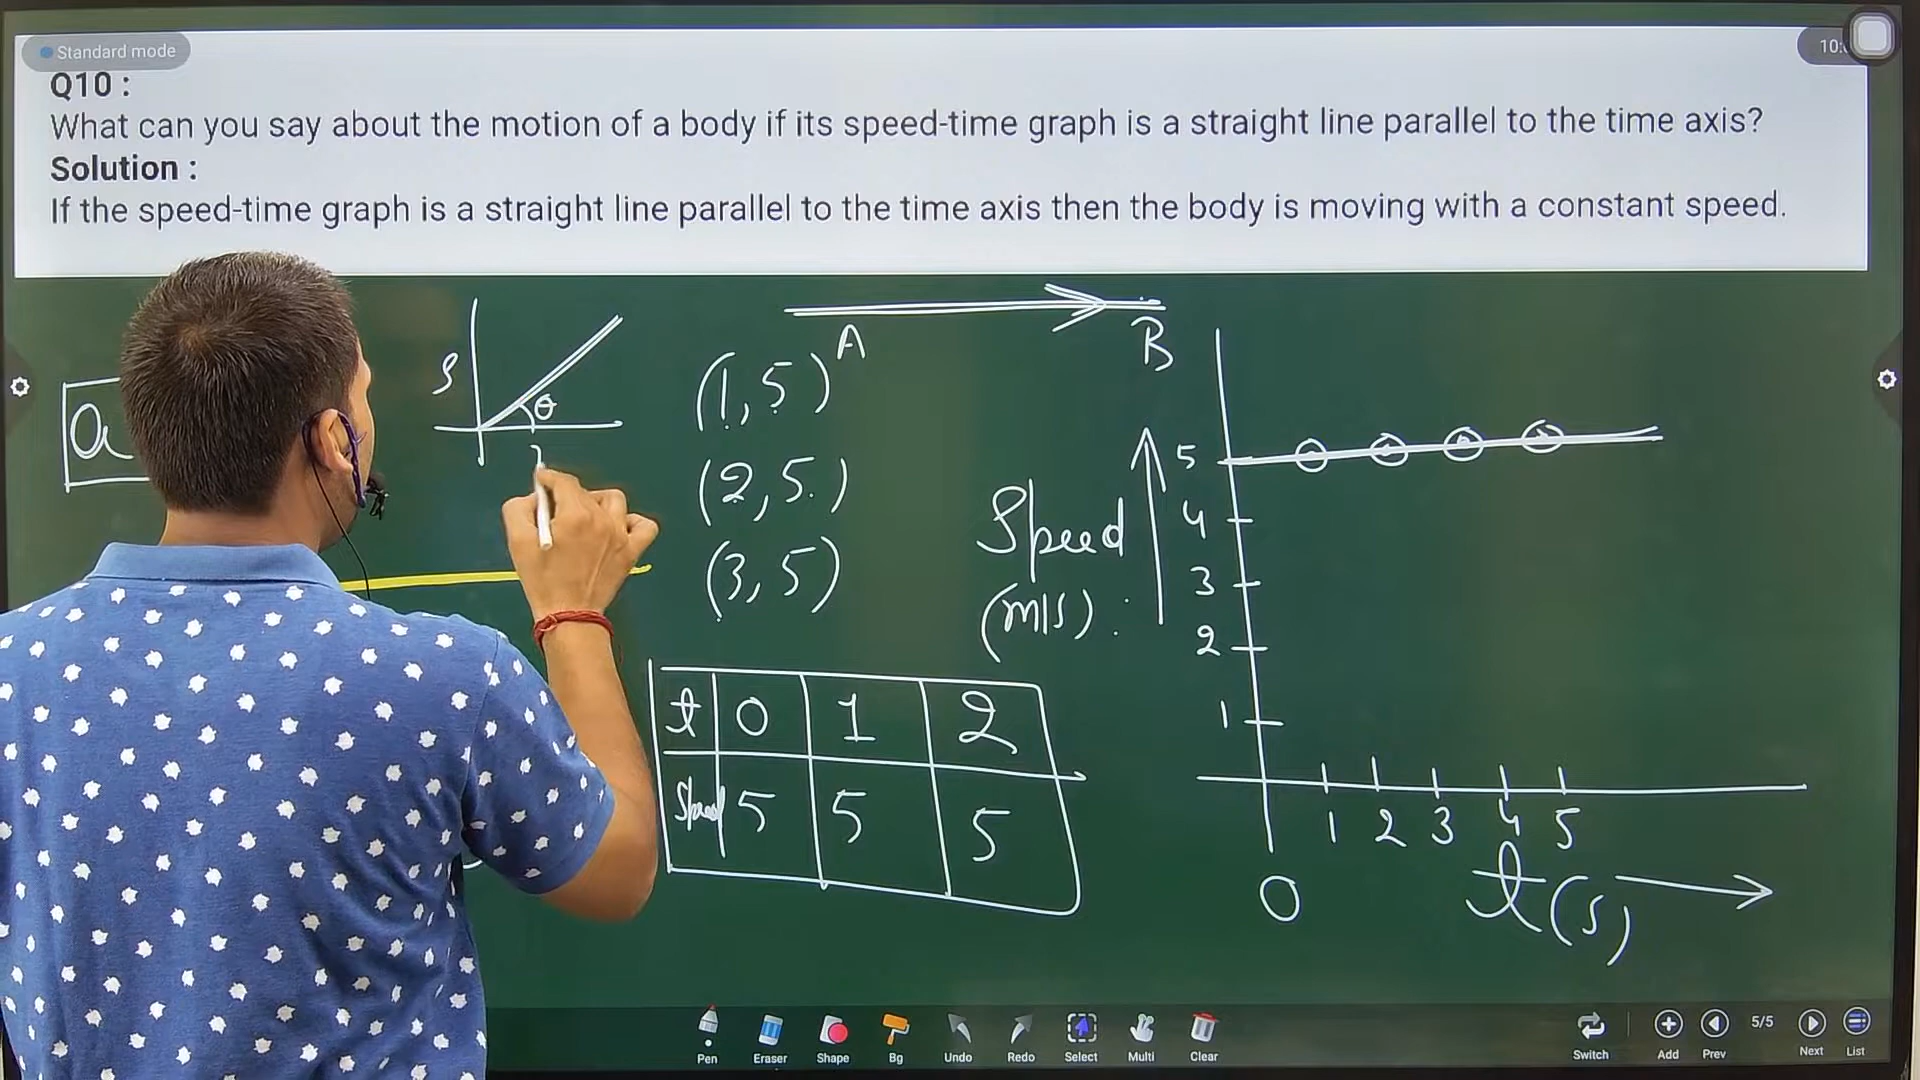 Standard mode
10:
Q10 :
What can you say about the motion of a body if its speed-time graph is a straight line parallel to the time axis?
Solution :
If the speed-time graph is a straight line parallel to the time axis then the body is moving with a constant speed.
a
s
θ
A
B
(1,5)
(2,5)
(3,5)
Speed
(m/s) :
5
4
3
2
1
t 0 1 2
Speed 5 5 5
1 2 3 4 5
0
t(s)
Pen Eraser Shape Bg Undo Redo Select Multi Clear
Switch Add Prev 5/5 Next List